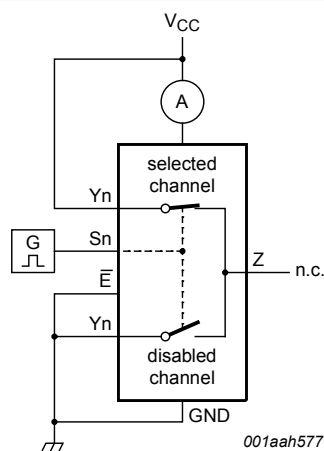 VCC
A
selected
channel
Yn
G
Sn
E̅
Z
n.c.
Yn
disabled
channel
GND
001aah577